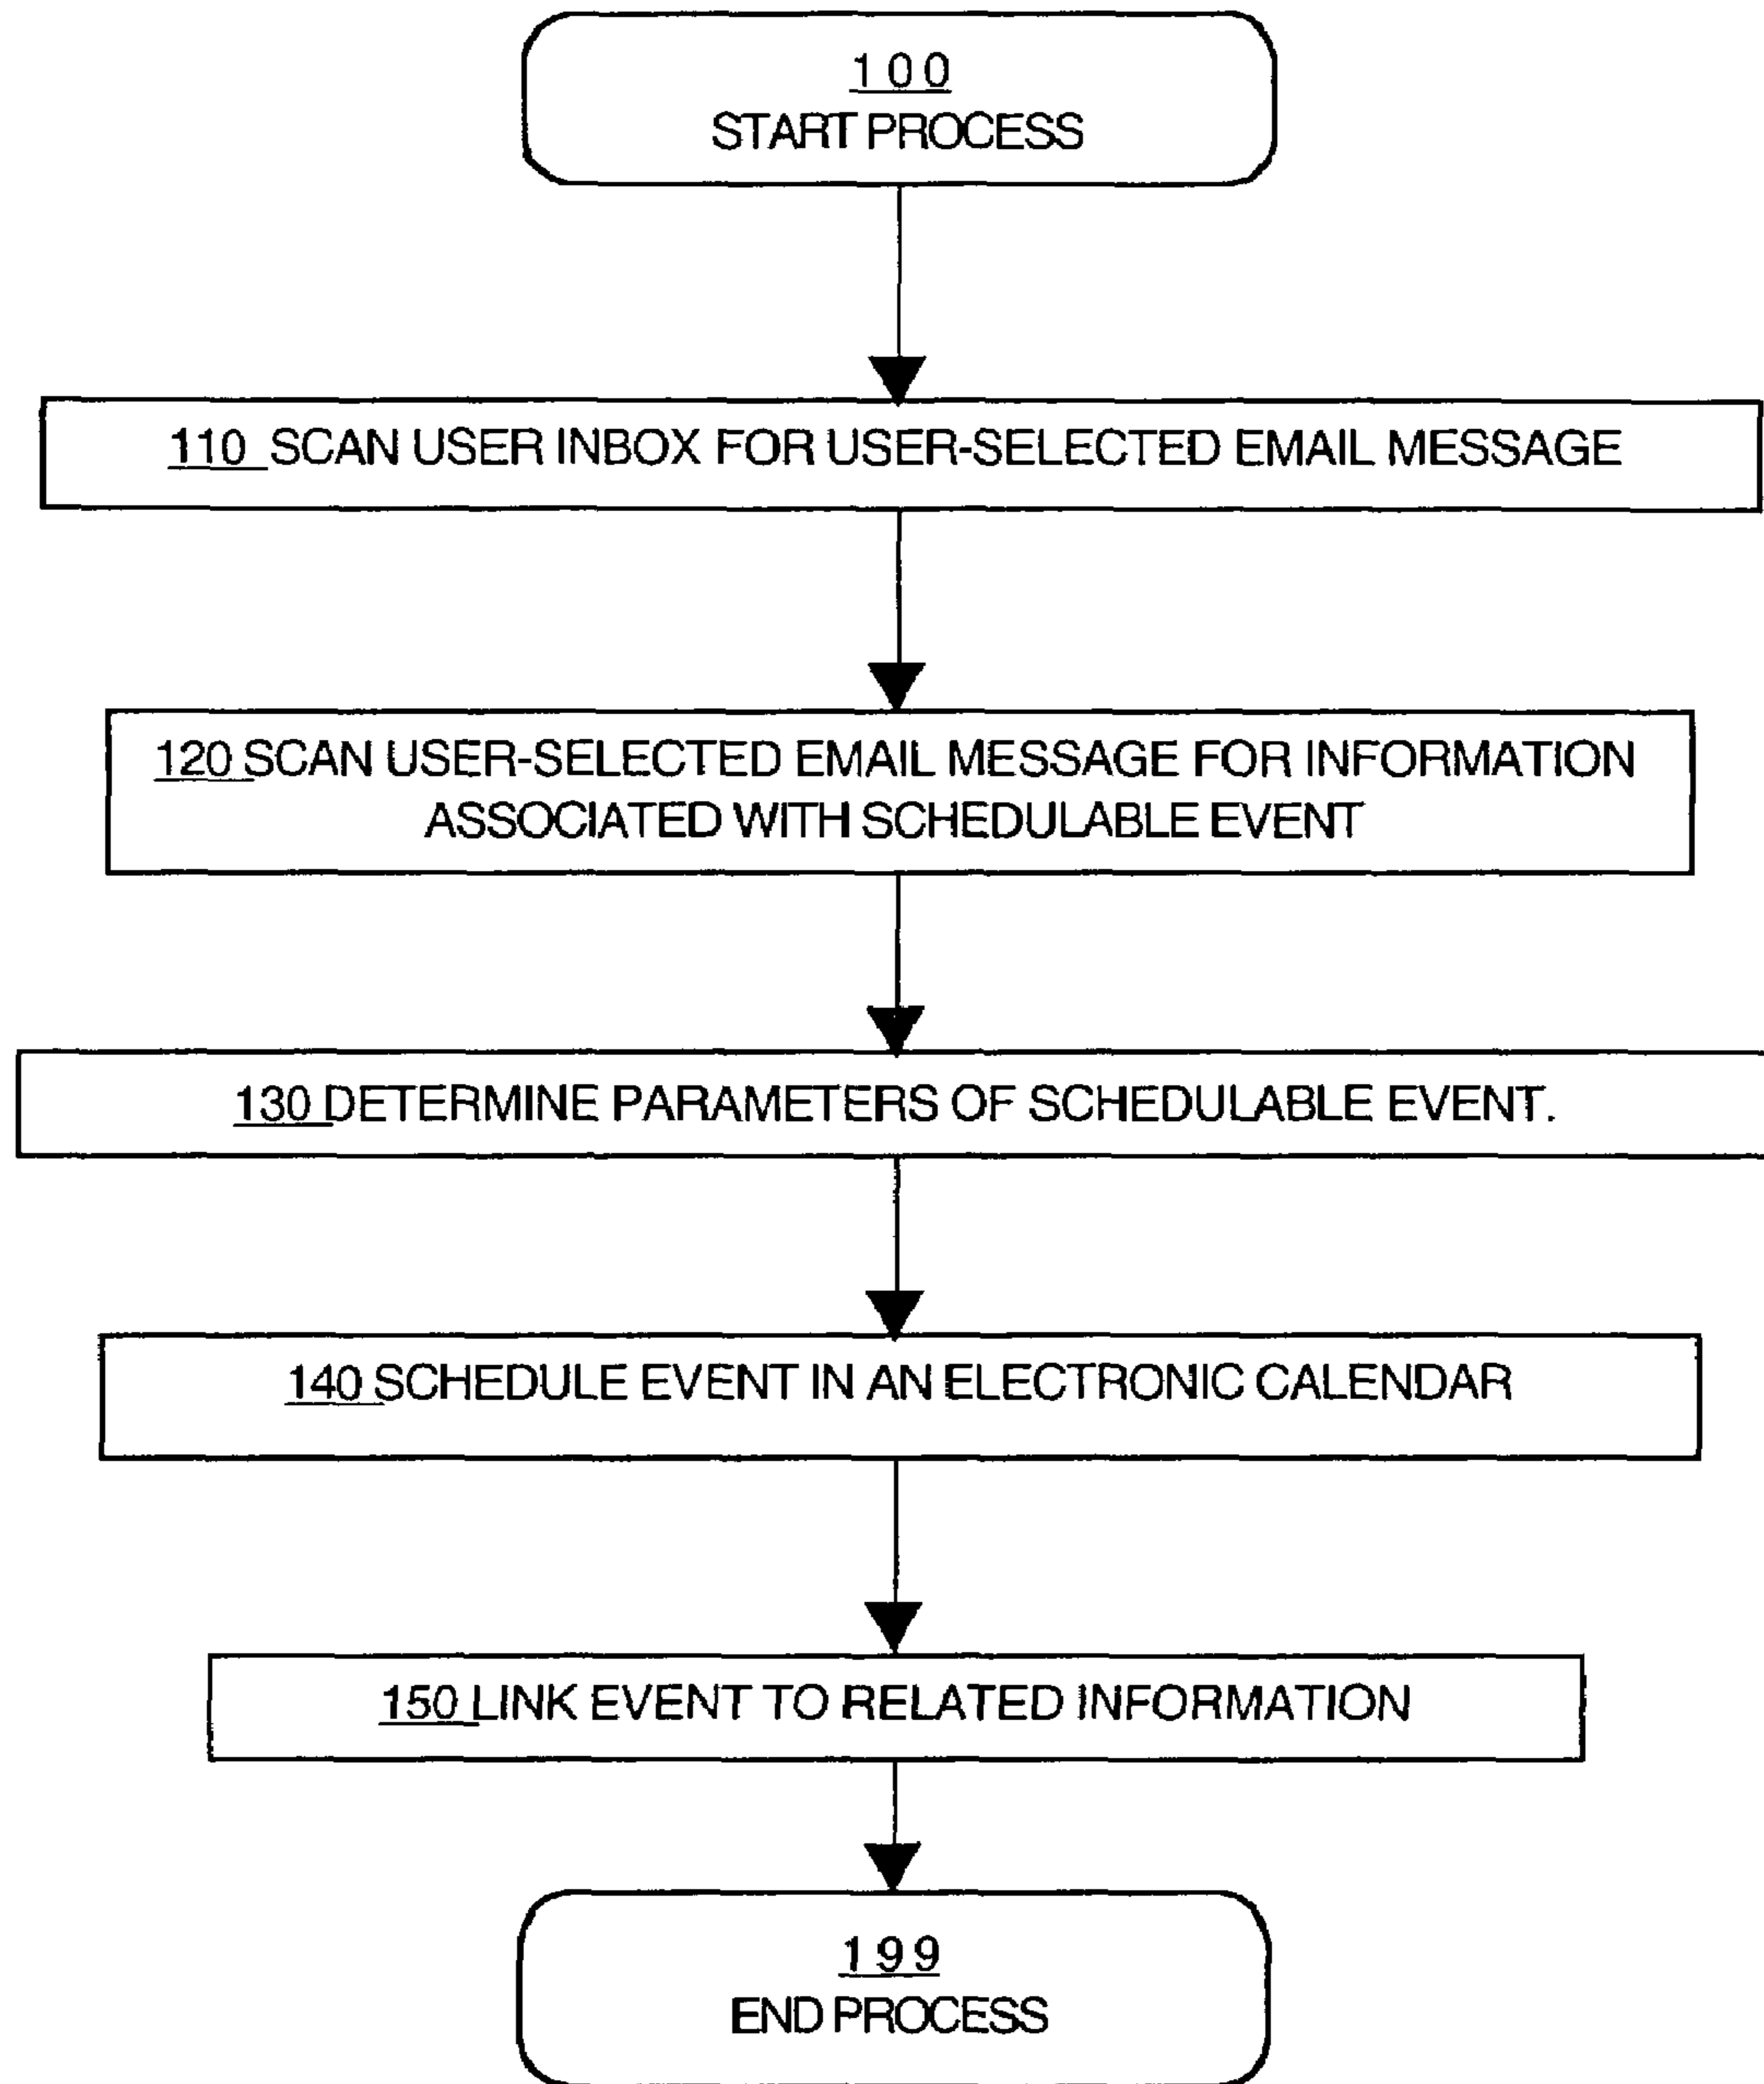 100
START PROCESS
110 SCAN USER INBOX FOR USER-SELECTED EMAIL MESSAGE
120 SCAN USER-SELECTED EMAIL MESSAGE FOR INFORMATION
ASSOCIATED WITH SCHEDULABLE EVENT
130 DETERMINE PARAMETERS OF SCHEDULABLE EVENT.
140 SCHEDULE EVENT IN AN ELECTRONIC CALENDAR
150 LINK EVENT TO RELATED INFORMATION
199
END PROCESS